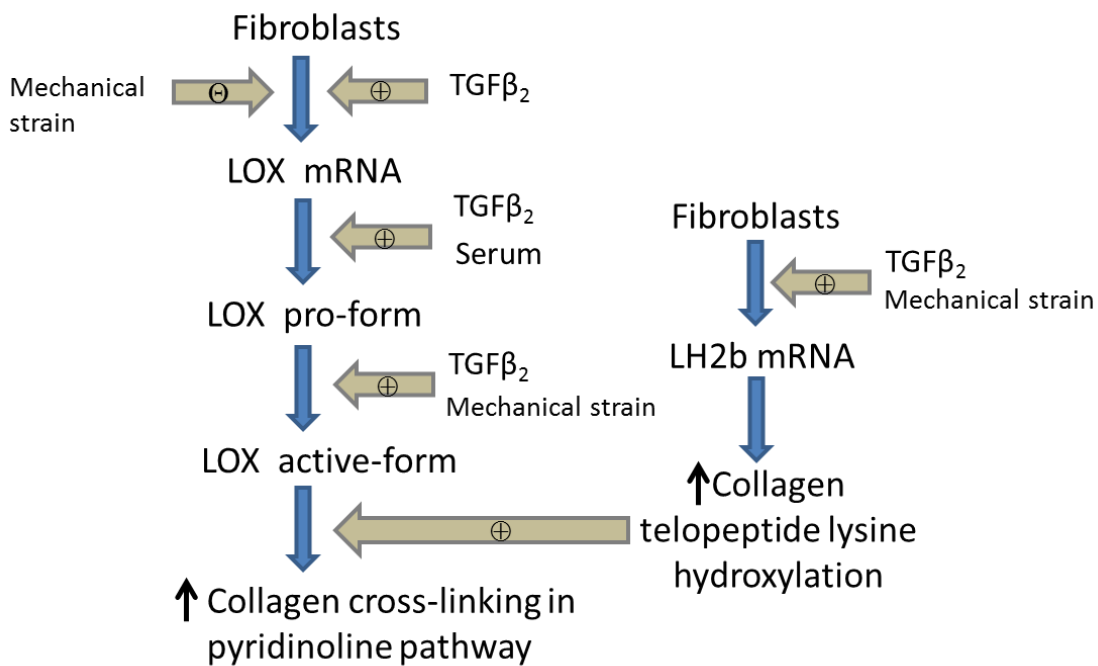 Fibroblasts
Mechanical
strain
Θ
⊕
TGFβ₂
LOX mRNA
⊕
TGFβ₂
Serum
LOX pro-form
⊕
TGFβ₂
Mechanical strain
LOX active-form
⊕
↑ Collagen cross-linking in
pyridinoline pathway
Fibroblasts
⊕
TGFβ₂
Mechanical strain
LH2b mRNA
↑Collagen
telopeptide lysine
hydroxylation